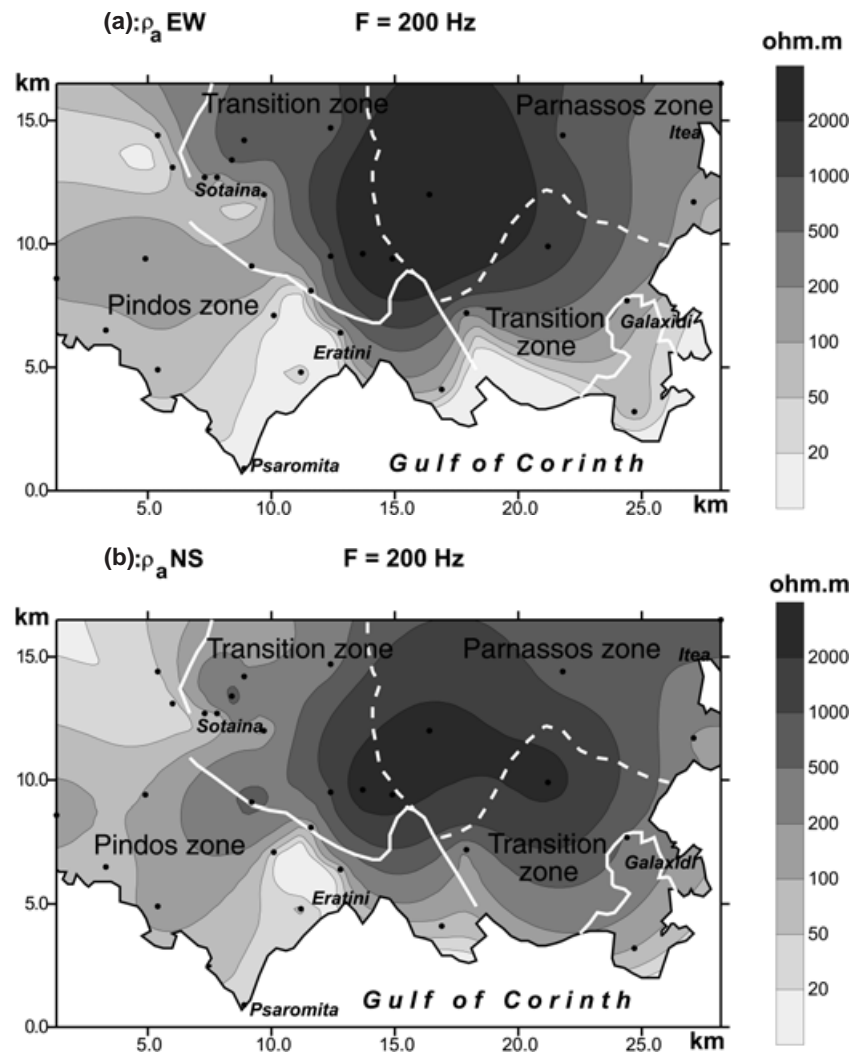 (a):ρa EW F = 200 Hz
ohm.m
km
Transition zone Parnassos zone
15.0
Itea
2000
Sotaina
1000
10.0
500
Pindos zone
200
Transition
zone
Galaxidi
Eratini
100
5.0
50
Psaromita
Gulf of Corinth
20
0.0
km
5.0 10.0 15.0 20.0 25.0
(b):ρa NS F = 200 Hz
ohm.m
km
Transition zone Parnassos zone
15.0
Itea
2000
Sotaina
1000
10.0
500
Pindos zone
200
Transition
zone
Galaxidi
Eratini
100
5.0
50
Psaromita
Gulf of Corinth
20
0.0
km
5.0 10.0 15.0 20.0 25.0